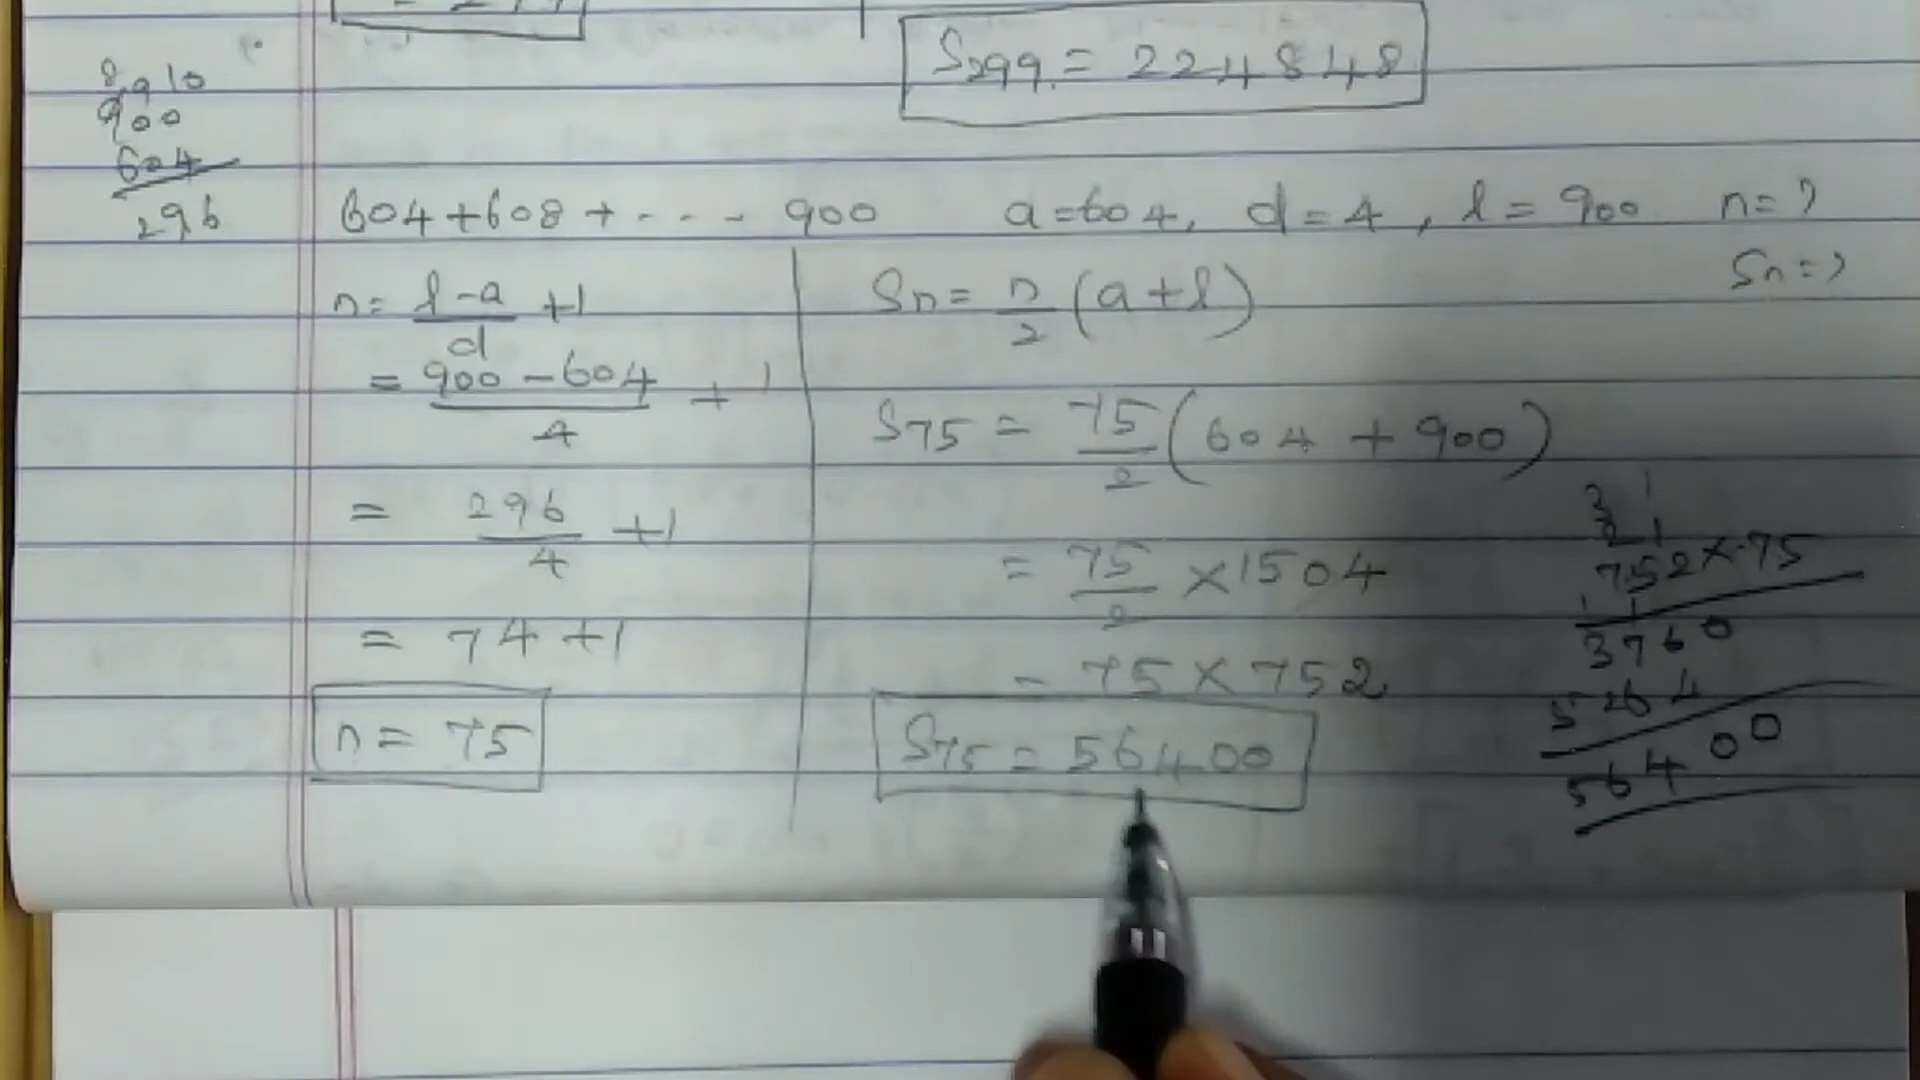 S299 = 224848
8 9 10
900
604
296
604+608+---- 900 a=604, d=4, l=900 n=?
Sn=?
n= l-a/d +1
= 900-604/4 + 1
= 296/4 +1
= 74+1
n= 75
Sn= n/2 (a+l)
S75 = 75/2 (604 + 900)
= 75/2 ×1504
= 75×752
S75 = 56400
752×75
3760
5264
56400